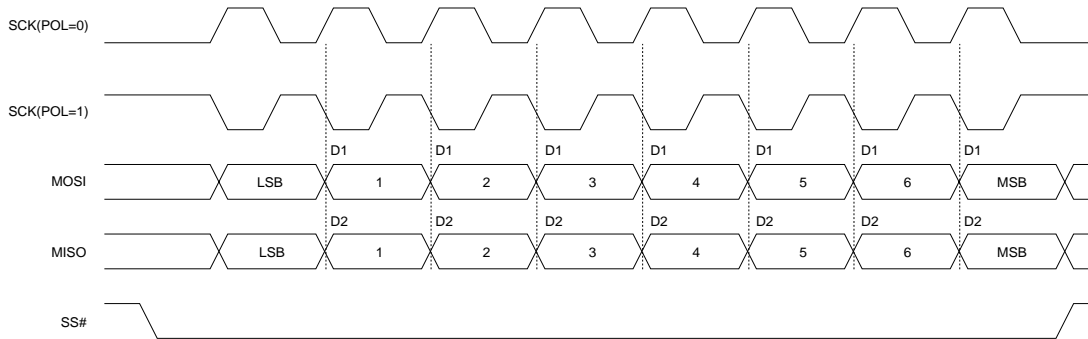 SCK(POL=0)
SCK(POL=1)
D1 D1 D1 D1 D1 D1 D1
MOSI LSB 1 2 3 4 5 6 MSB
D2 D2 D2 D2 D2 D2 D2
MISO LSB 1 2 3 4 5 6 MSB
SS#